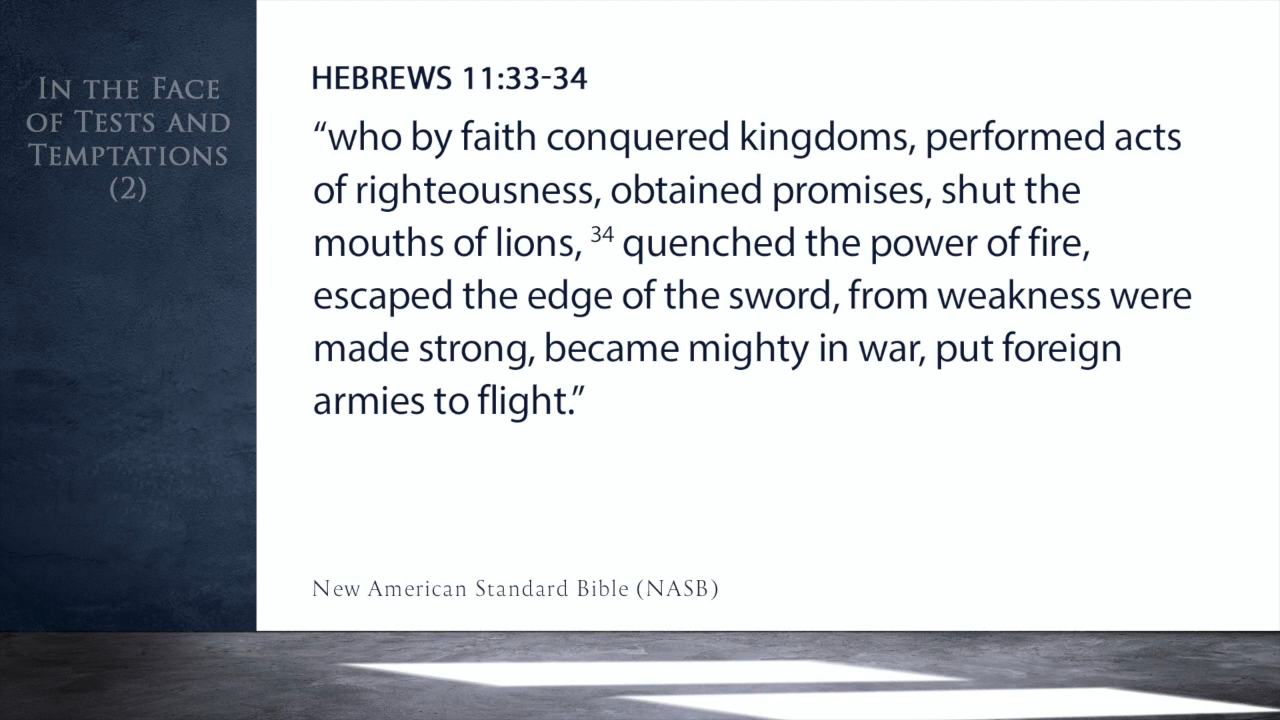 In the Face
of Tests and
Temptations
(2)
HEBREWS 11:33-34
“who by faith conquered kingdoms, performed acts
of righteousness, obtained promises, shut the
mouths of lions, 34 quenched the power of fire,
escaped the edge of the sword, from weakness were
made strong, became mighty in war, put foreign
armies to flight.”
New American Standard Bible (NASB)